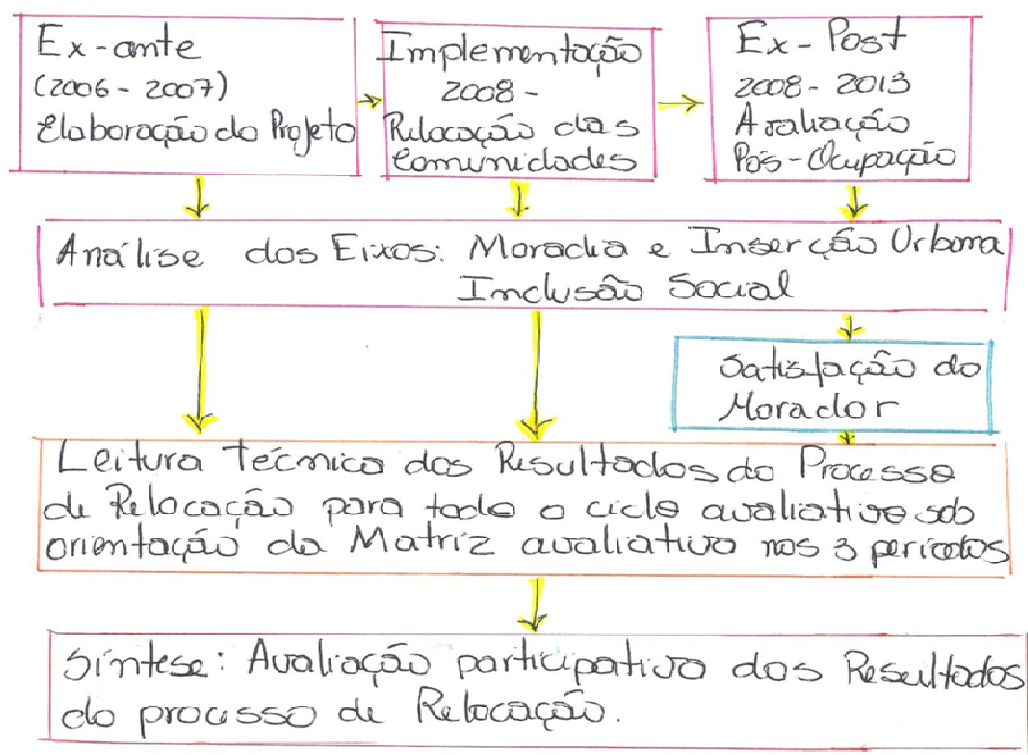 Ex-ante
(2006 - 2007)
Elaboração do Projeto
Implementação
2008 -
Relocação das
Comunidades
Ex-Post
2008 - 2013
Avaliação
Pós-Ocupação
Análise dos Eixos: Moradia e Inserção Urbana
Inclusão Social
Satisfação do
Morador
Leitura Técnica dos Resultados do Processo
de Relocação para todo o ciclo avaliativo sob
orientação da Matriz avaliativa nos 3 períodos
Síntese: Avaliação participativa dos Resultados
do processo de Relocação.